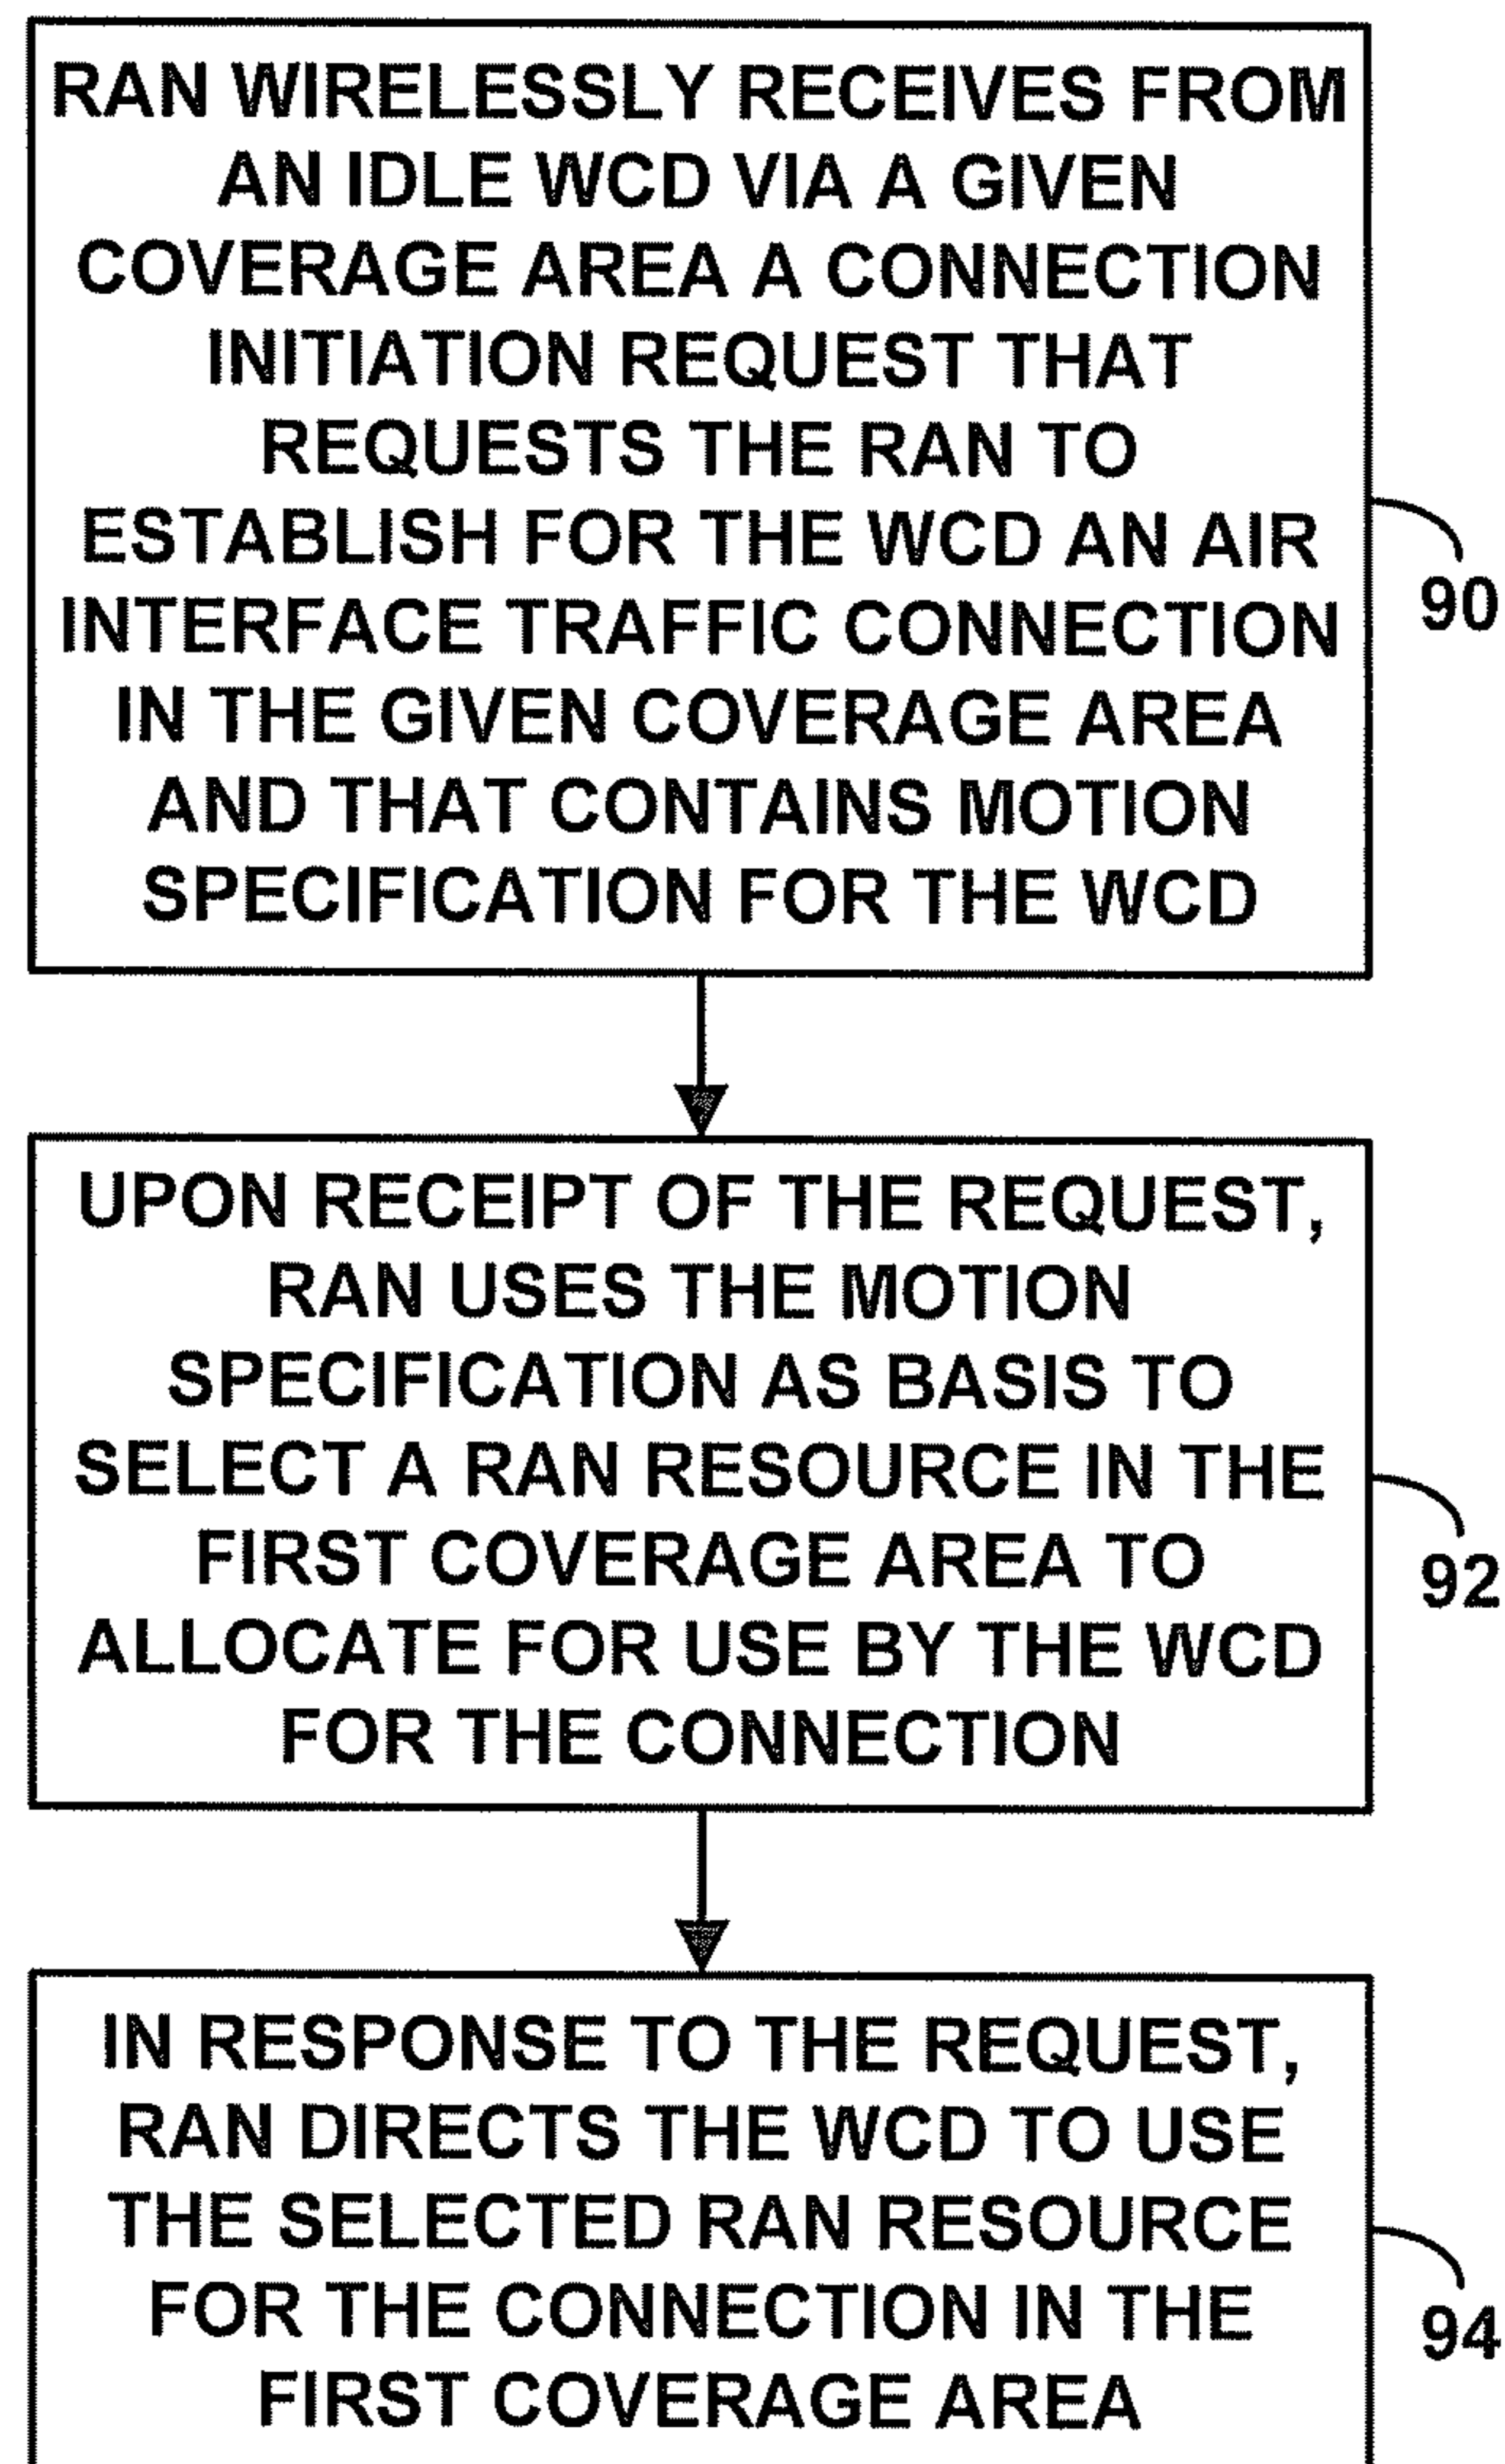 RAN WIRELESSLY RECEIVES FROM
AN IDLE WCD VIA A GIVEN
COVERAGE AREA A CONNECTION
INITIATION REQUEST THAT
REQUESTS THE RAN TO
ESTABLISH FOR THE WCD AN AIR
INTERFACE TRAFFIC CONNECTION
IN THE GIVEN COVERAGE AREA
AND THAT CONTAINS MOTION
SPECIFICATION FOR THE WCD
90
UPON RECEIPT OF THE REQUEST,
RAN USES THE MOTION
SPECIFICATION AS BASIS TO
SELECT A RAN RESOURCE IN THE
FIRST COVERAGE AREA TO
ALLOCATE FOR USE BY THE WCD
FOR THE CONNECTION
92
IN RESPONSE TO THE REQUEST,
RAN DIRECTS THE WCD TO USE
THE SELECTED RAN RESOURCE
FOR THE CONNECTION IN THE
FIRST COVERAGE AREA
94